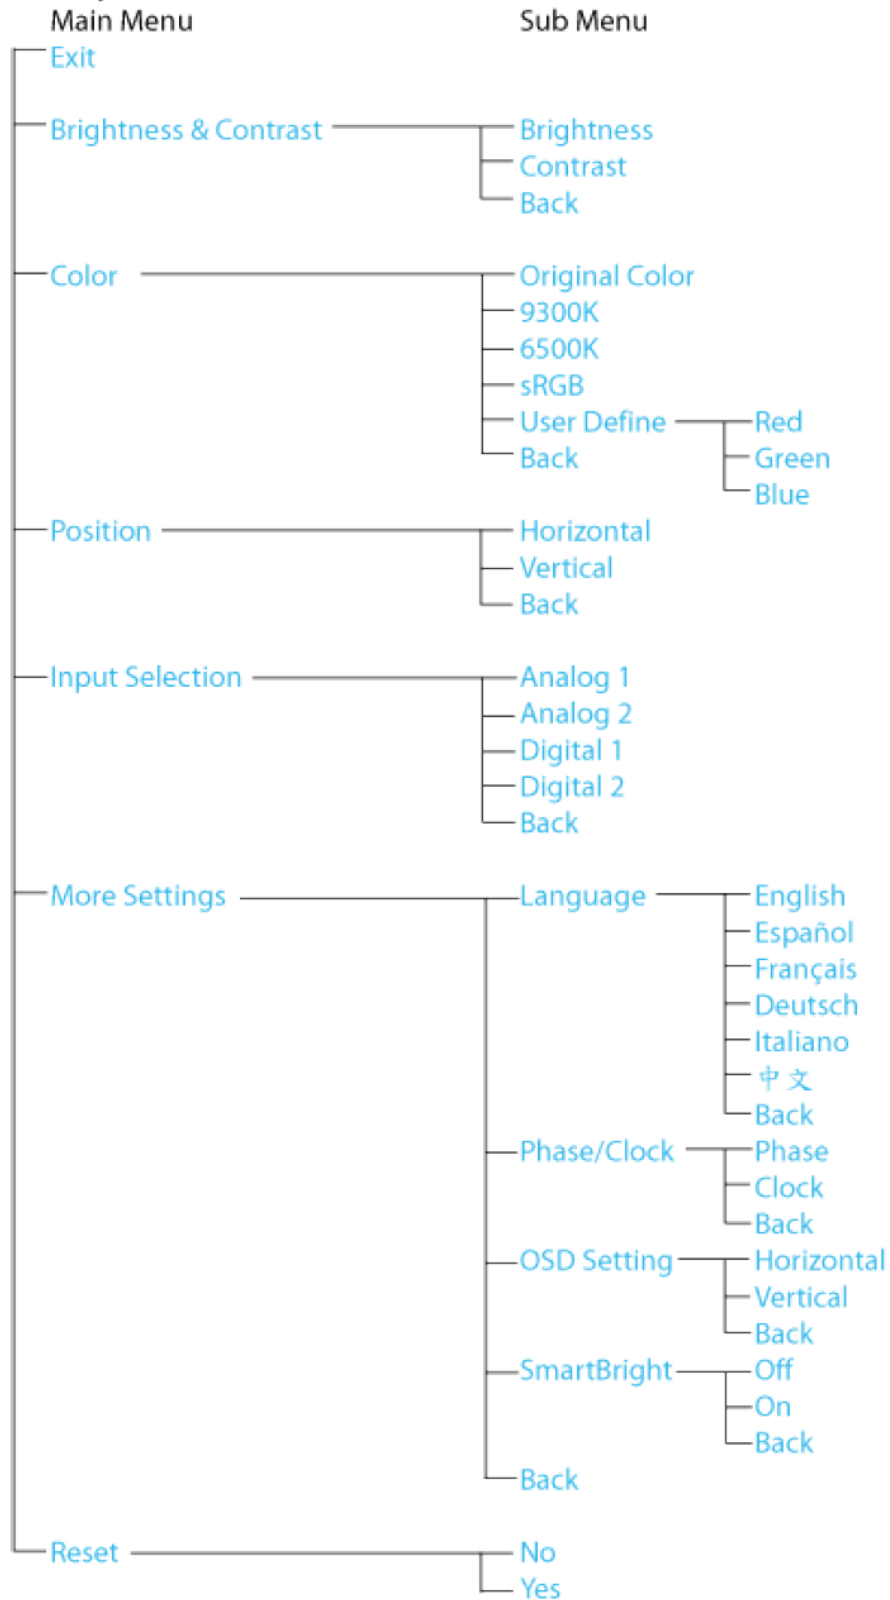 Main Menu Sub Menu
Exit
Brightness & Contrast Brightness
Contrast
Back
Color Original Color
9300K
6500K
sRGB
User Define Red
Back Green
Blue
Position Horizontal
Vertical
Back
Input Selection Analog 1
Analog 2
Digital 1
Digital 2
Back
More Settings Language English
Español
Français
Deutsch
Italiano
中文
Back
Phase/Clock Phase
Clock
Back
OSD Setting Horizontal
Vertical
Back
SmartBright Off
On
Back
Back
Reset No
Yes